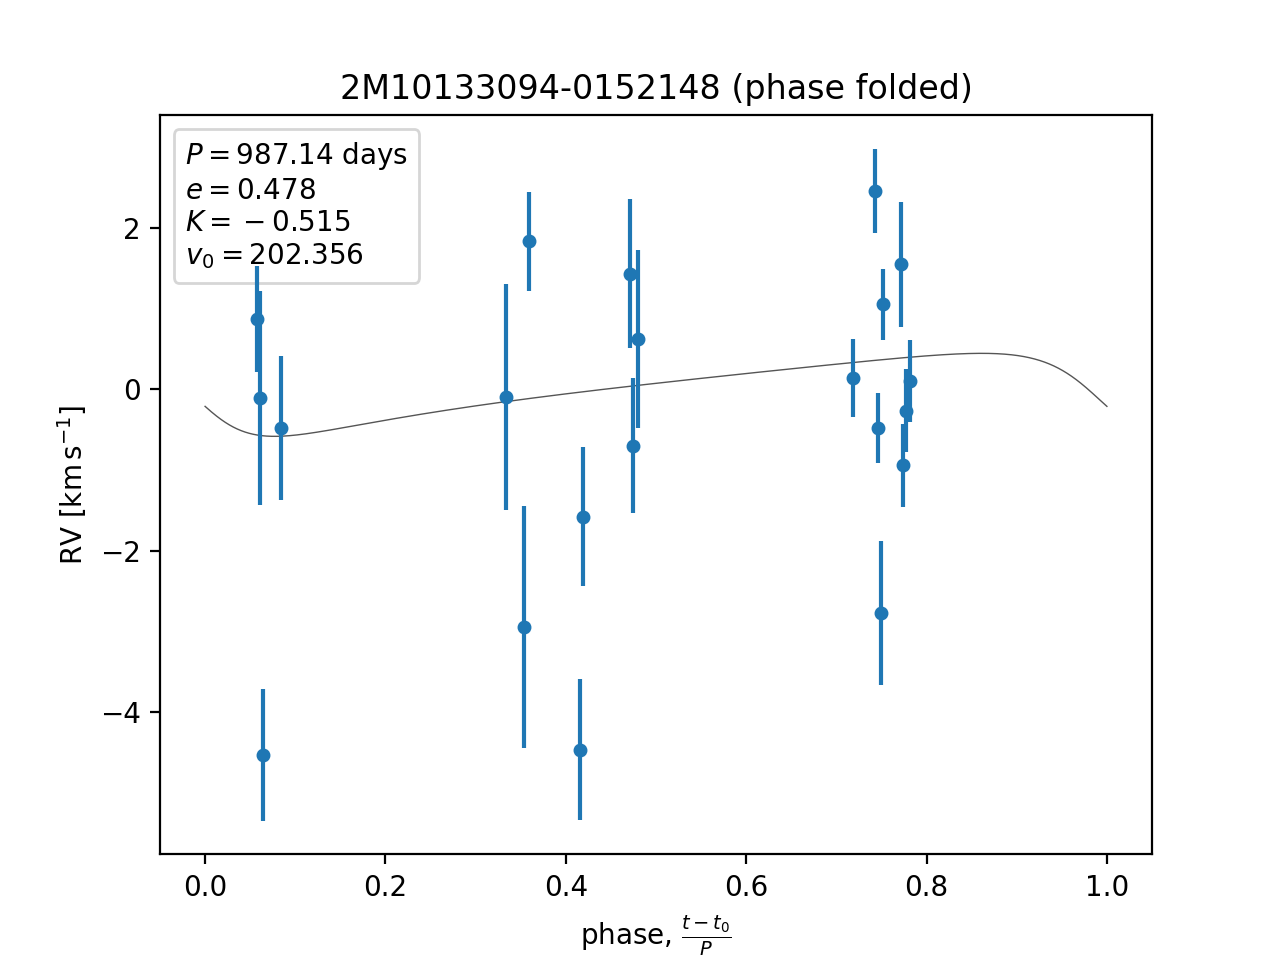 2M10133094-0152148 (phase folded)
P = 987.14 days
e = 0.478
K = −0.515
v₀ = 202.356
RV [km s⁻¹]
2
0
−2
−4
0.0 0.2 0.4 0.6 0.8 1.0
phase, (t − t₀)/P